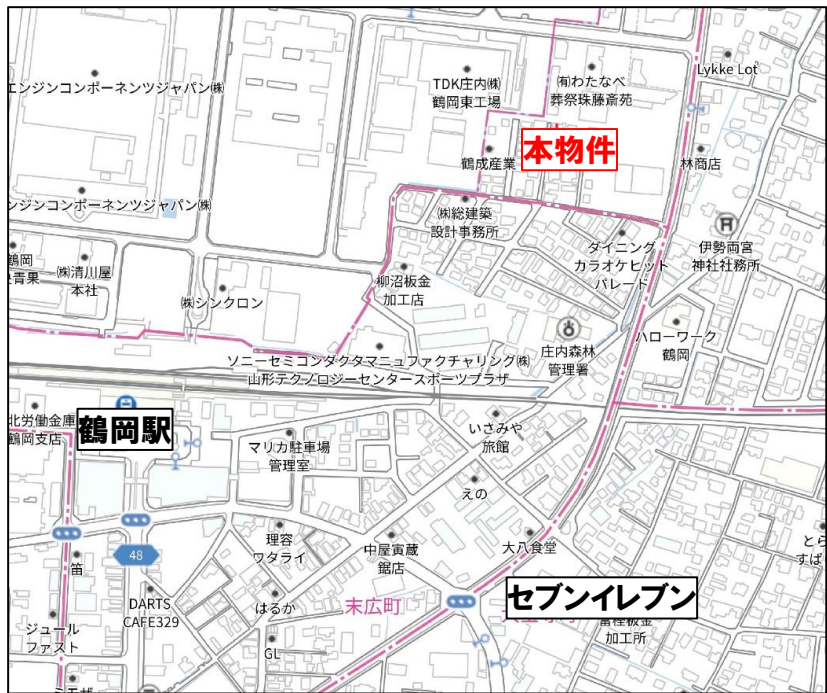 Lykke Lot
エンジンコンポーネンツジャパン㈱
TDK庄内㈱
鶴岡東工場
㈲わたなべ
葬祭珠藤斎苑
本物件
鶴成産業
林商店
ンジンコンポーネンツジャパン㈱
㈱総建築
設計事務所
鶴岡
央青果
㈱清川屋
本社
ダイニング
カラオケヒット
パレード
伊勢両宮
神社社務所
㈱シンクロン
柳沼板金
加工店
庄内森林
管理署
ハローワーク
鶴岡
ソニーセミコンダクタマニュファクチャリング㈱
山形テクノロジーセンタースポーツプラザ
北労働金庫
鶴岡支店
鶴岡駅
マリカ駐車場
管理室
いさみや
旅館
えの
理容
ワタライ
中屋寅蔵
鋸店
大八食堂
とら
すば
48
笛
DARTS
CAFE329
はるか
末広町
セブンイレブン
加工所
ジュール
ファスト
GL